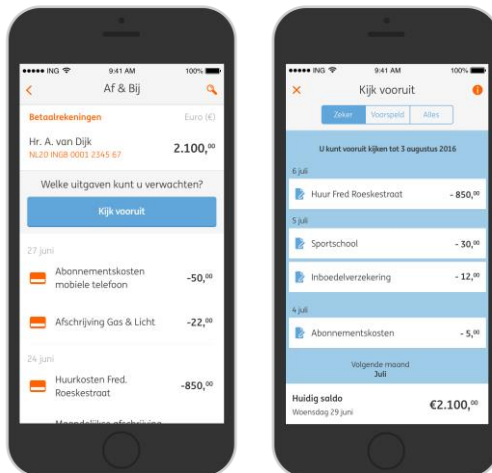 ING 9:41 AM 100%
Af & Bij
Betaalrekeningen Euro (€)
Hr. A. van Dijk
NL20 INGB 0001 2345 67 2.100,00
Welke uitgaven kunt u verwachten?
Kijk vooruit
27 juni
Abonnementskosten
mobiele telefoon -50,00
Afschrijving Gas & Licht -22,00
24 juni
Huurkosten Fred.
Roeskestraat -850,00
Maandelijkse afschrijving
ING 9:41 AM 100%
Kijk vooruit
Zeker Voorspeld Alles
U kunt vooruit kijken tot 3 augustus 2016
6 juli
Huur Fred Roeskestraat - 850,00
5 juli
Sportschool - 30,00
Inboedelverzekering - 12,00
4 juli
Abonnementskosten - 5,00
Volgende maand
Juli
Huidig saldo
Woensdag 29 juni €2.100,00